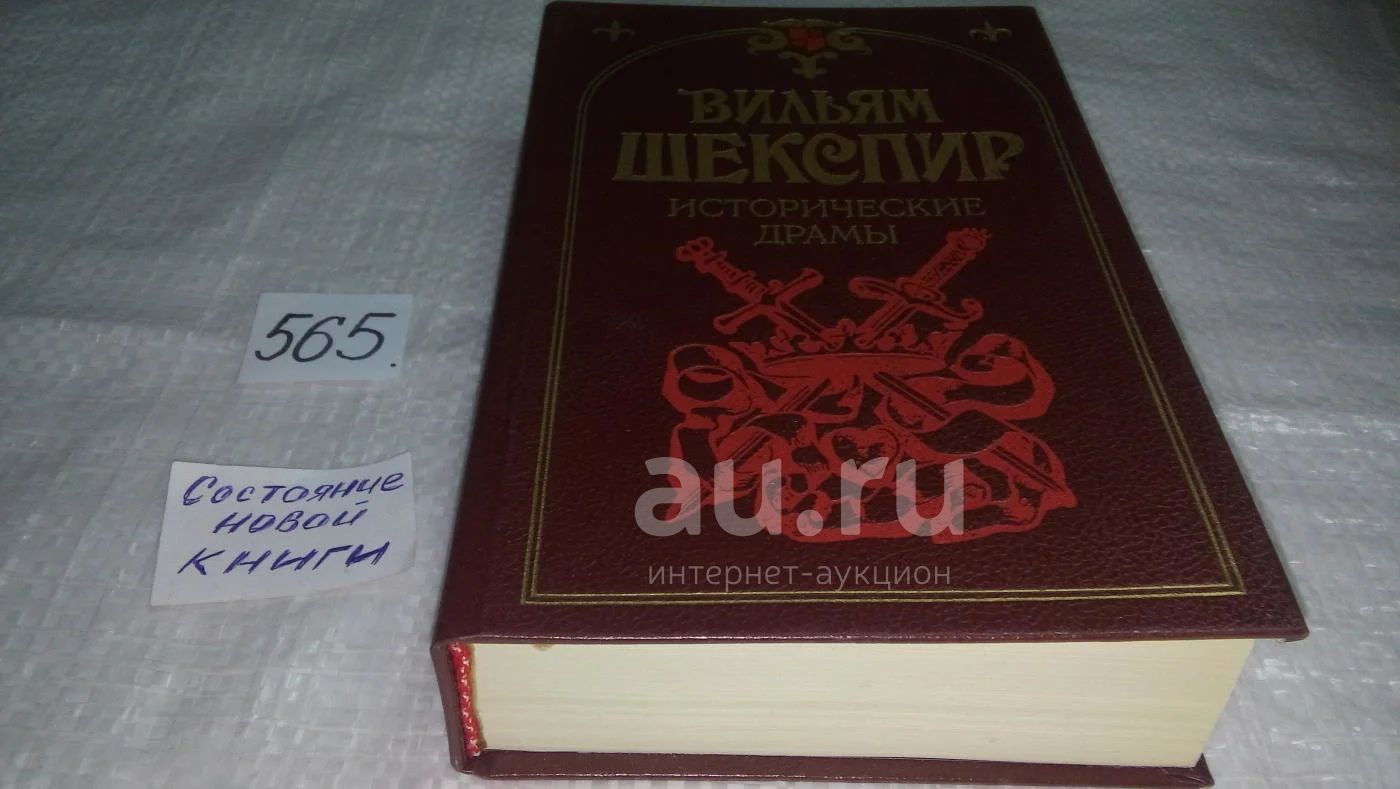 ВИЛЬЯМ
ШЕКСПИР
ИСТОРИЧЕСКИЕ
ДРАМЫ
565.
Состояние
новой
книги
au.ru
интернет-аукцион